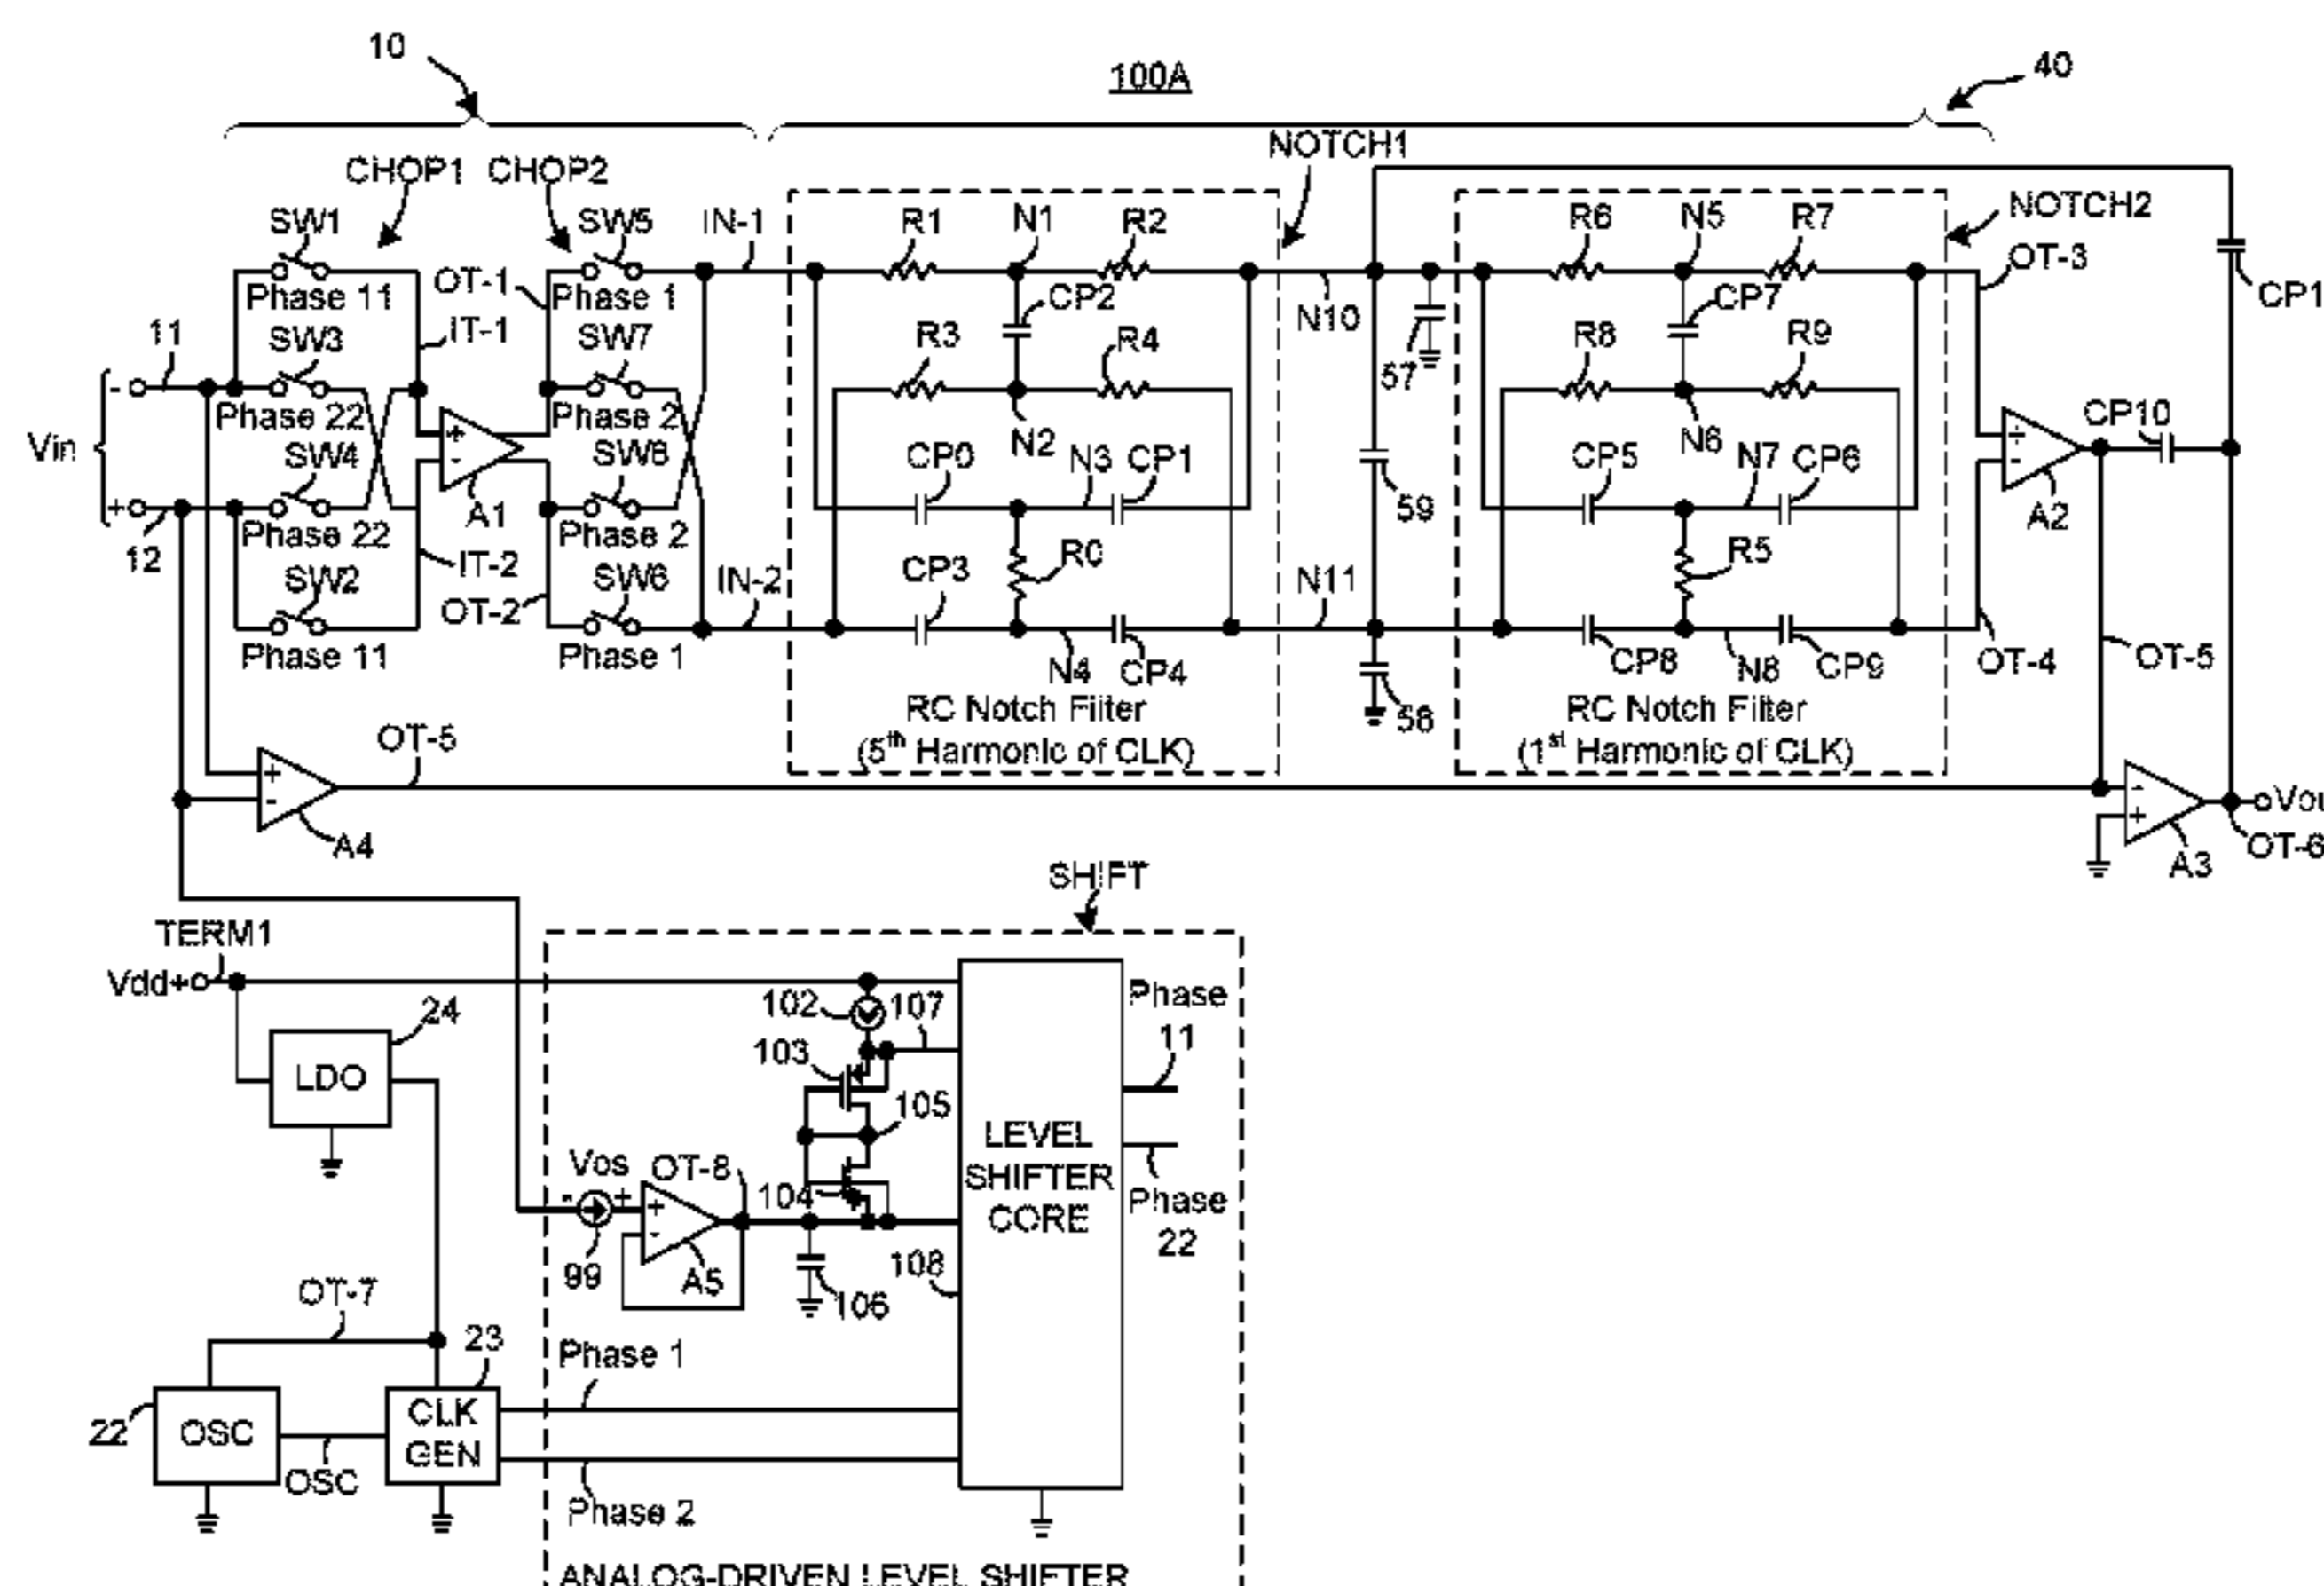 10
100A
40
NOTCH1
CHOP1
CHOP2
SW1
SW5
IN-1
R1
N1
R2
R6
N5
R7
NOTCH2
OT-3
Phase 11
OT-1
Phase 1
CP2
N10
CP7
CP1
11
SW3
IT-1
SW7
R3
R4
57
R8
R9
-
Phase 22
Phase 2
N2
N6
CP10
Vin
SW4
+
-
A1
CP0
N3
CP1
59
CP5
N7
CP6
+
-
A2
+
12
Phase 22
Phase 2
SW2
IT-2
SW6
IN-2
CP3
R0
N11
R5
OT-2
Phase 11
Phase 1
N4
CP4
CP8
N8
CP9
OT-4
OT-5
RC Notch Filter
(5th Harmonic of CLK)
58
RC Notch Filter
(1st Harmonic of CLK)
OT-5
+
-
A4
-
+
A3
Vou
OT-6
SHIFT
TERM1
Vdd+
102
107
Phase
11
24
LDO
103
105
LEVEL
SHIFTER
CORE
Vos
OT-8
-
+
+
-
104
Phase
22
99
A5
106
108
OT-7
23
Phase 1
22
OSC
OSC
CLK
GEN
Phase 2
ANALOG-DRIVEN LEVEL SHIFTER